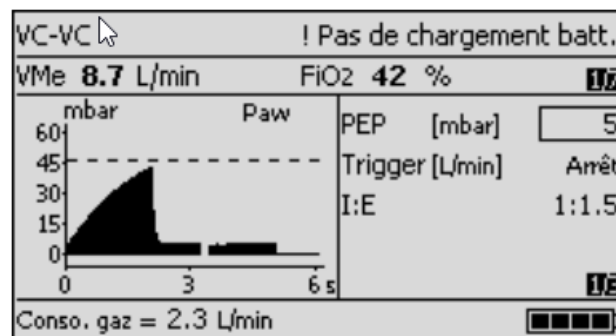 VC-VC ! Pas de chargement batt.
VMe 8.7 L/min FiO2 42 %
mbar Paw
60
45
30
15
0
0 3 6 s
PEP [mbar] 5
Trigger [L/min] Arrêt
I:E 1:1.5
Conso. gaz = 2.3 L/min